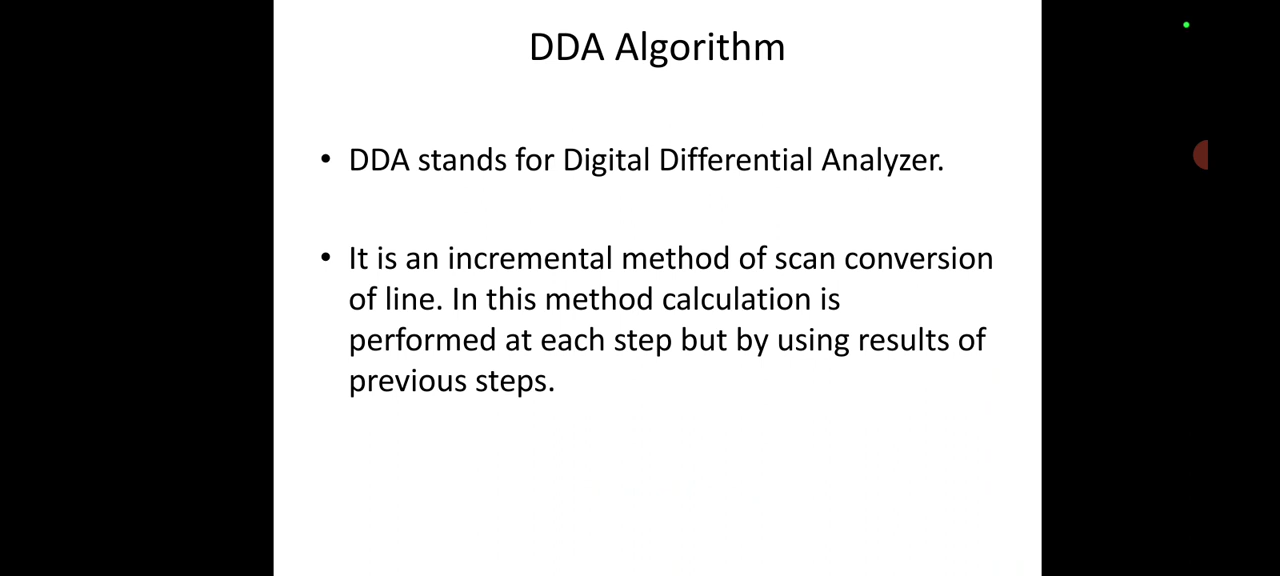 DDA Algorithm
• DDA stands for Digital Differential Analyzer.
• It is an incremental method of scan conversion
of line. In this method calculation is
performed at each step but by using results of
previous steps.